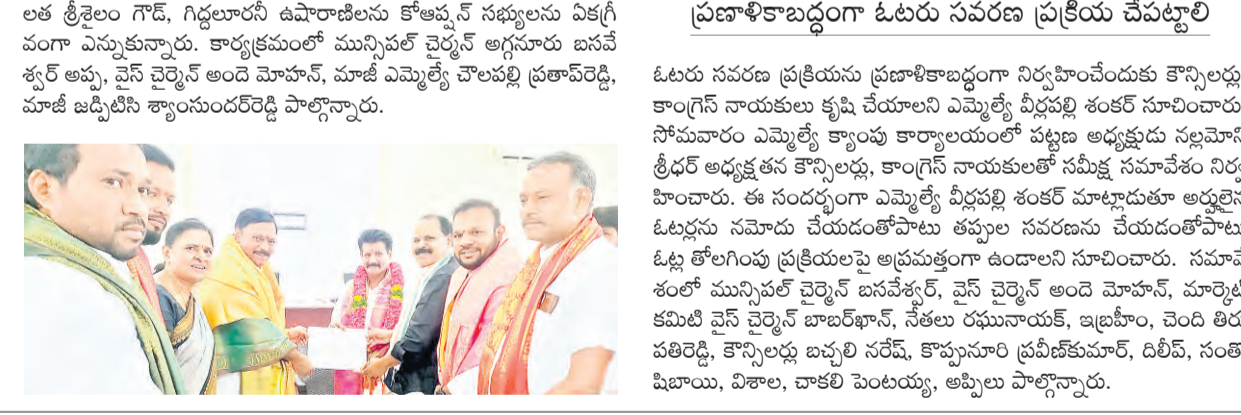 లత శ్రీశైలం గౌడ్, గిద్దలూరనీ ఉషారాణిలను కోఆప్షన్ సభ్యులను ఏకగ్రీ
వంగా ఎన్నుకున్నారు. కార్యక్రమంలో మున్సిపల్ చైర్మన్ అగ్గనూరు బసవే
శ్వర్ అప్ప, వైస్ చైర్మెన్ అందె మోహన్, మాజీ ఎమ్మెల్యే చౌలపల్లి ప్రతాప్‌రెడ్డి,
మాజీ జడ్పిటిసి శ్యాంసుందర్‌రెడ్డి పాల్గొన్నారు.
ప్రణాళికాబద్ధంగా ఓటరు సవరణ ప్రక్రియ చేపట్టాలి
ఓటరు సవరణ ప్రక్రియను ప్రణాళికాబద్ధంగా నిర్వహించేందుకు కౌన్సిలర్లు
కాంగ్రెస్ నాయకులు కృషి చేయాలని ఎమ్మెల్యే వీర్లపల్లి శంకర్ సూచించారు
సోమవారం ఎమ్మెల్యే క్యాంపు కార్యాలయంలో పట్టణ అధ్యక్షుడు నల్లమోని
శ్రీధర్ అధ్యక్షతన కౌన్సిలర్లు, కాంగ్రెస్ నాయకులతో సమీక్ష సమావేశం నిర్వ
హించారు. ఈ సందర్భంగా ఎమ్మెల్యే వీర్లపల్లి శంకర్ మాట్లాడుతూ అర్హులైన
ఓటర్లను నమోదు చేయడంతోపాటు తప్పుల సవరణను చేయడంతోపాటు
ఓట్ల తోలగింపు ప్రక్రియలపై అప్రమత్తంగా ఉండాలని సూచించారు. సమావే
శంలో మున్సిపల్ చైర్మెన్ బసవేశ్వర్, వైస్ చైర్మెన్ అందె మోహన్, మార్కెట్
కమిటి వైస్ చైర్మెన్ బాబర్‌ఖాన్, నేతలు రఘునాయక్, ఇబ్రహీం, చెంది తిరు
పతిరెడ్డి, కౌన్సిలర్లు బచ్చలి నరేష్, కొప్పునూరి ప్రవీణ్‌కుమార్, దిలీప్, సంతో
షిబాయి, విశాల, చాకలి పెంటయ్య, అప్పిలు పాల్గొన్నారు.